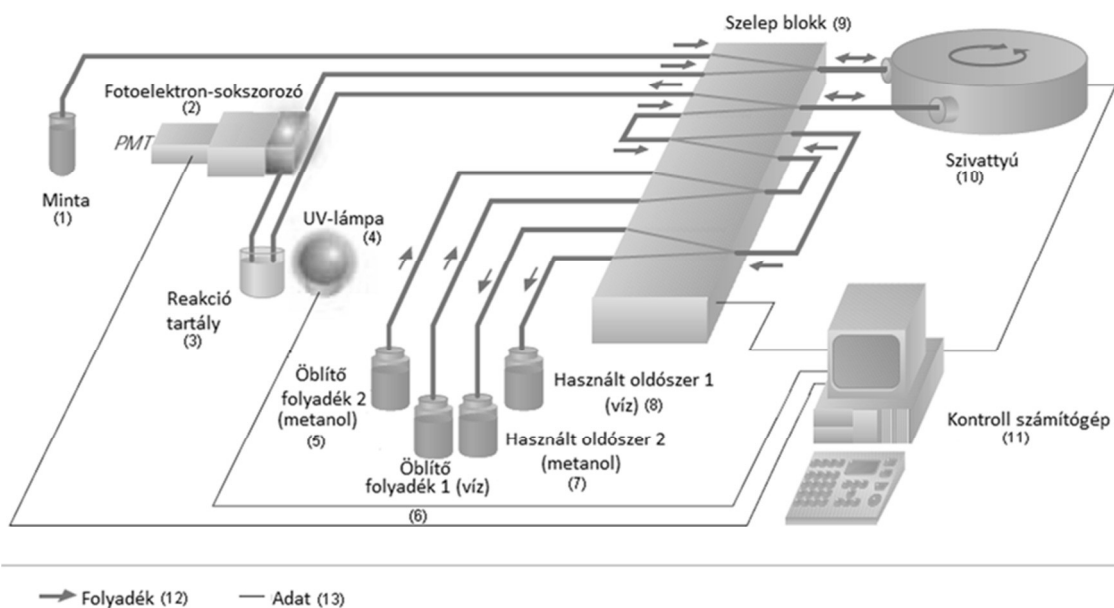 Szelep blokk (9)
Fotoelektron-sokszorozó
(2)
PMT
Minta
(1)
UV-lámpa
(4)
Szivattyú
(10)
Reakció
tartály
(3)
Öblítő
folyadék 2
(metanol)
(5)
Használt oldószer 1
(víz) (8)
Használt oldószer 2
(metanol)
(7)
Öblítő
folyadék 1 (víz)
(6)
Kontroll számítógép
(11)
Folyadék (12)
Adat (13)